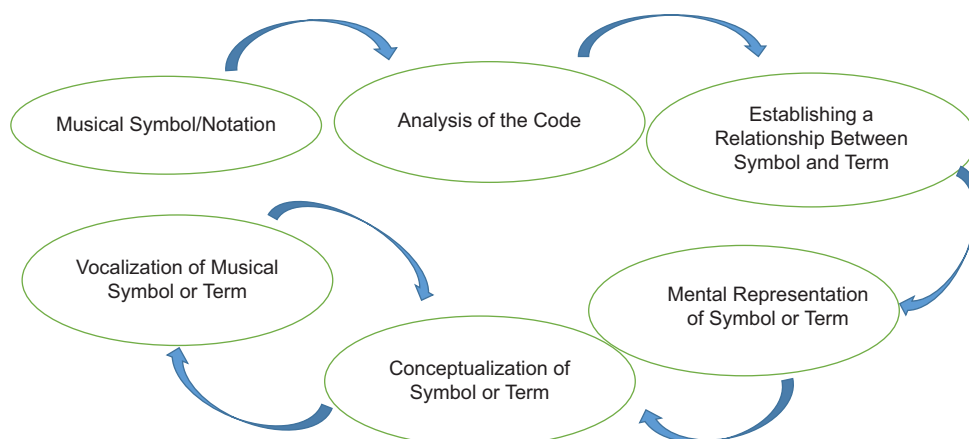 Musical Symbol/Notation
Analysis of the Code
Establishing a
Relationship Between
Symbol and Term
Mental Representation
of Symbol or Term
Conceptualization of
Symbol or Term
Vocalization of Musical
Symbol or Term